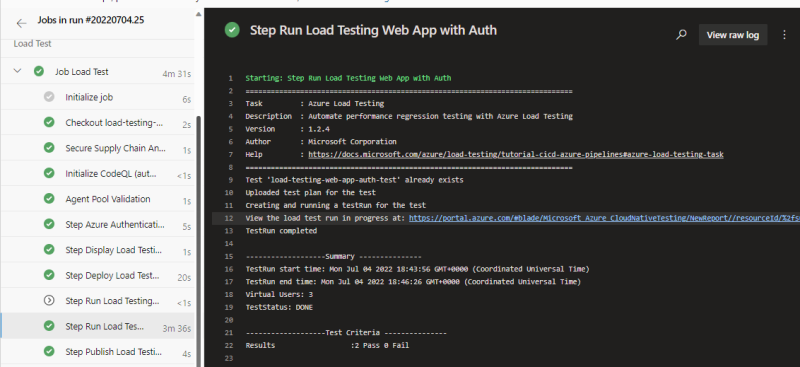 Jobs in run #20220704.25
Load Test
Job Load Test 4m 31s
Initialize job 6s
Checkout load-testing-... 2s
Secure Supply Chain An... 1s
Initialize CodeQL (aut... <1s
Agent Pool Validation 1s
Step Azure Authenticati... 5s
Step Display Load Testi... 1s
Step Deploy Load Test... 20s
Step Run Load Testing... <1s
Step Run Load Tes... 3m 36s
Step Publish Load Testi... 4s
Step Run Load Testing Web App with Auth
View raw log
1 Starting: Step Run Load Testing Web App with Auth
2 ==============================================================================
3 Task : Azure Load Testing
4 Description : Automate performance regression testing with Azure Load Testing
5 Version : 1.2.4
6 Author : Microsoft Corporation
7 Help : https://docs.microsoft.com/azure/load-testing/tutorial-cicd-azure-pipelines#azure-load-testing-task
8 ==============================================================================
9 Test 'load-testing-web-app-auth-test' already exists
10 Uploaded test plan for the test
11 Creating and running a testRun for the test
12 View the load test run in progress at: https://portal.azure.com/#blade/Microsoft_Azure_CloudNativeTesting/NewReport//resourceId/%2fs
13 TestRun completed
14
15 -------------------Summary ---------------
16 TestRun start time: Mon Jul 04 2022 18:43:56 GMT+0000 (Coordinated Universal Time)
17 TestRun end time: Mon Jul 04 2022 18:46:26 GMT+0000 (Coordinated Universal Time)
18 Virtual Users: 3
19 TestStatus: DONE
20
21 -------------------Test Criteria ---------------
22 Results :2 Pass 0 Fail
23